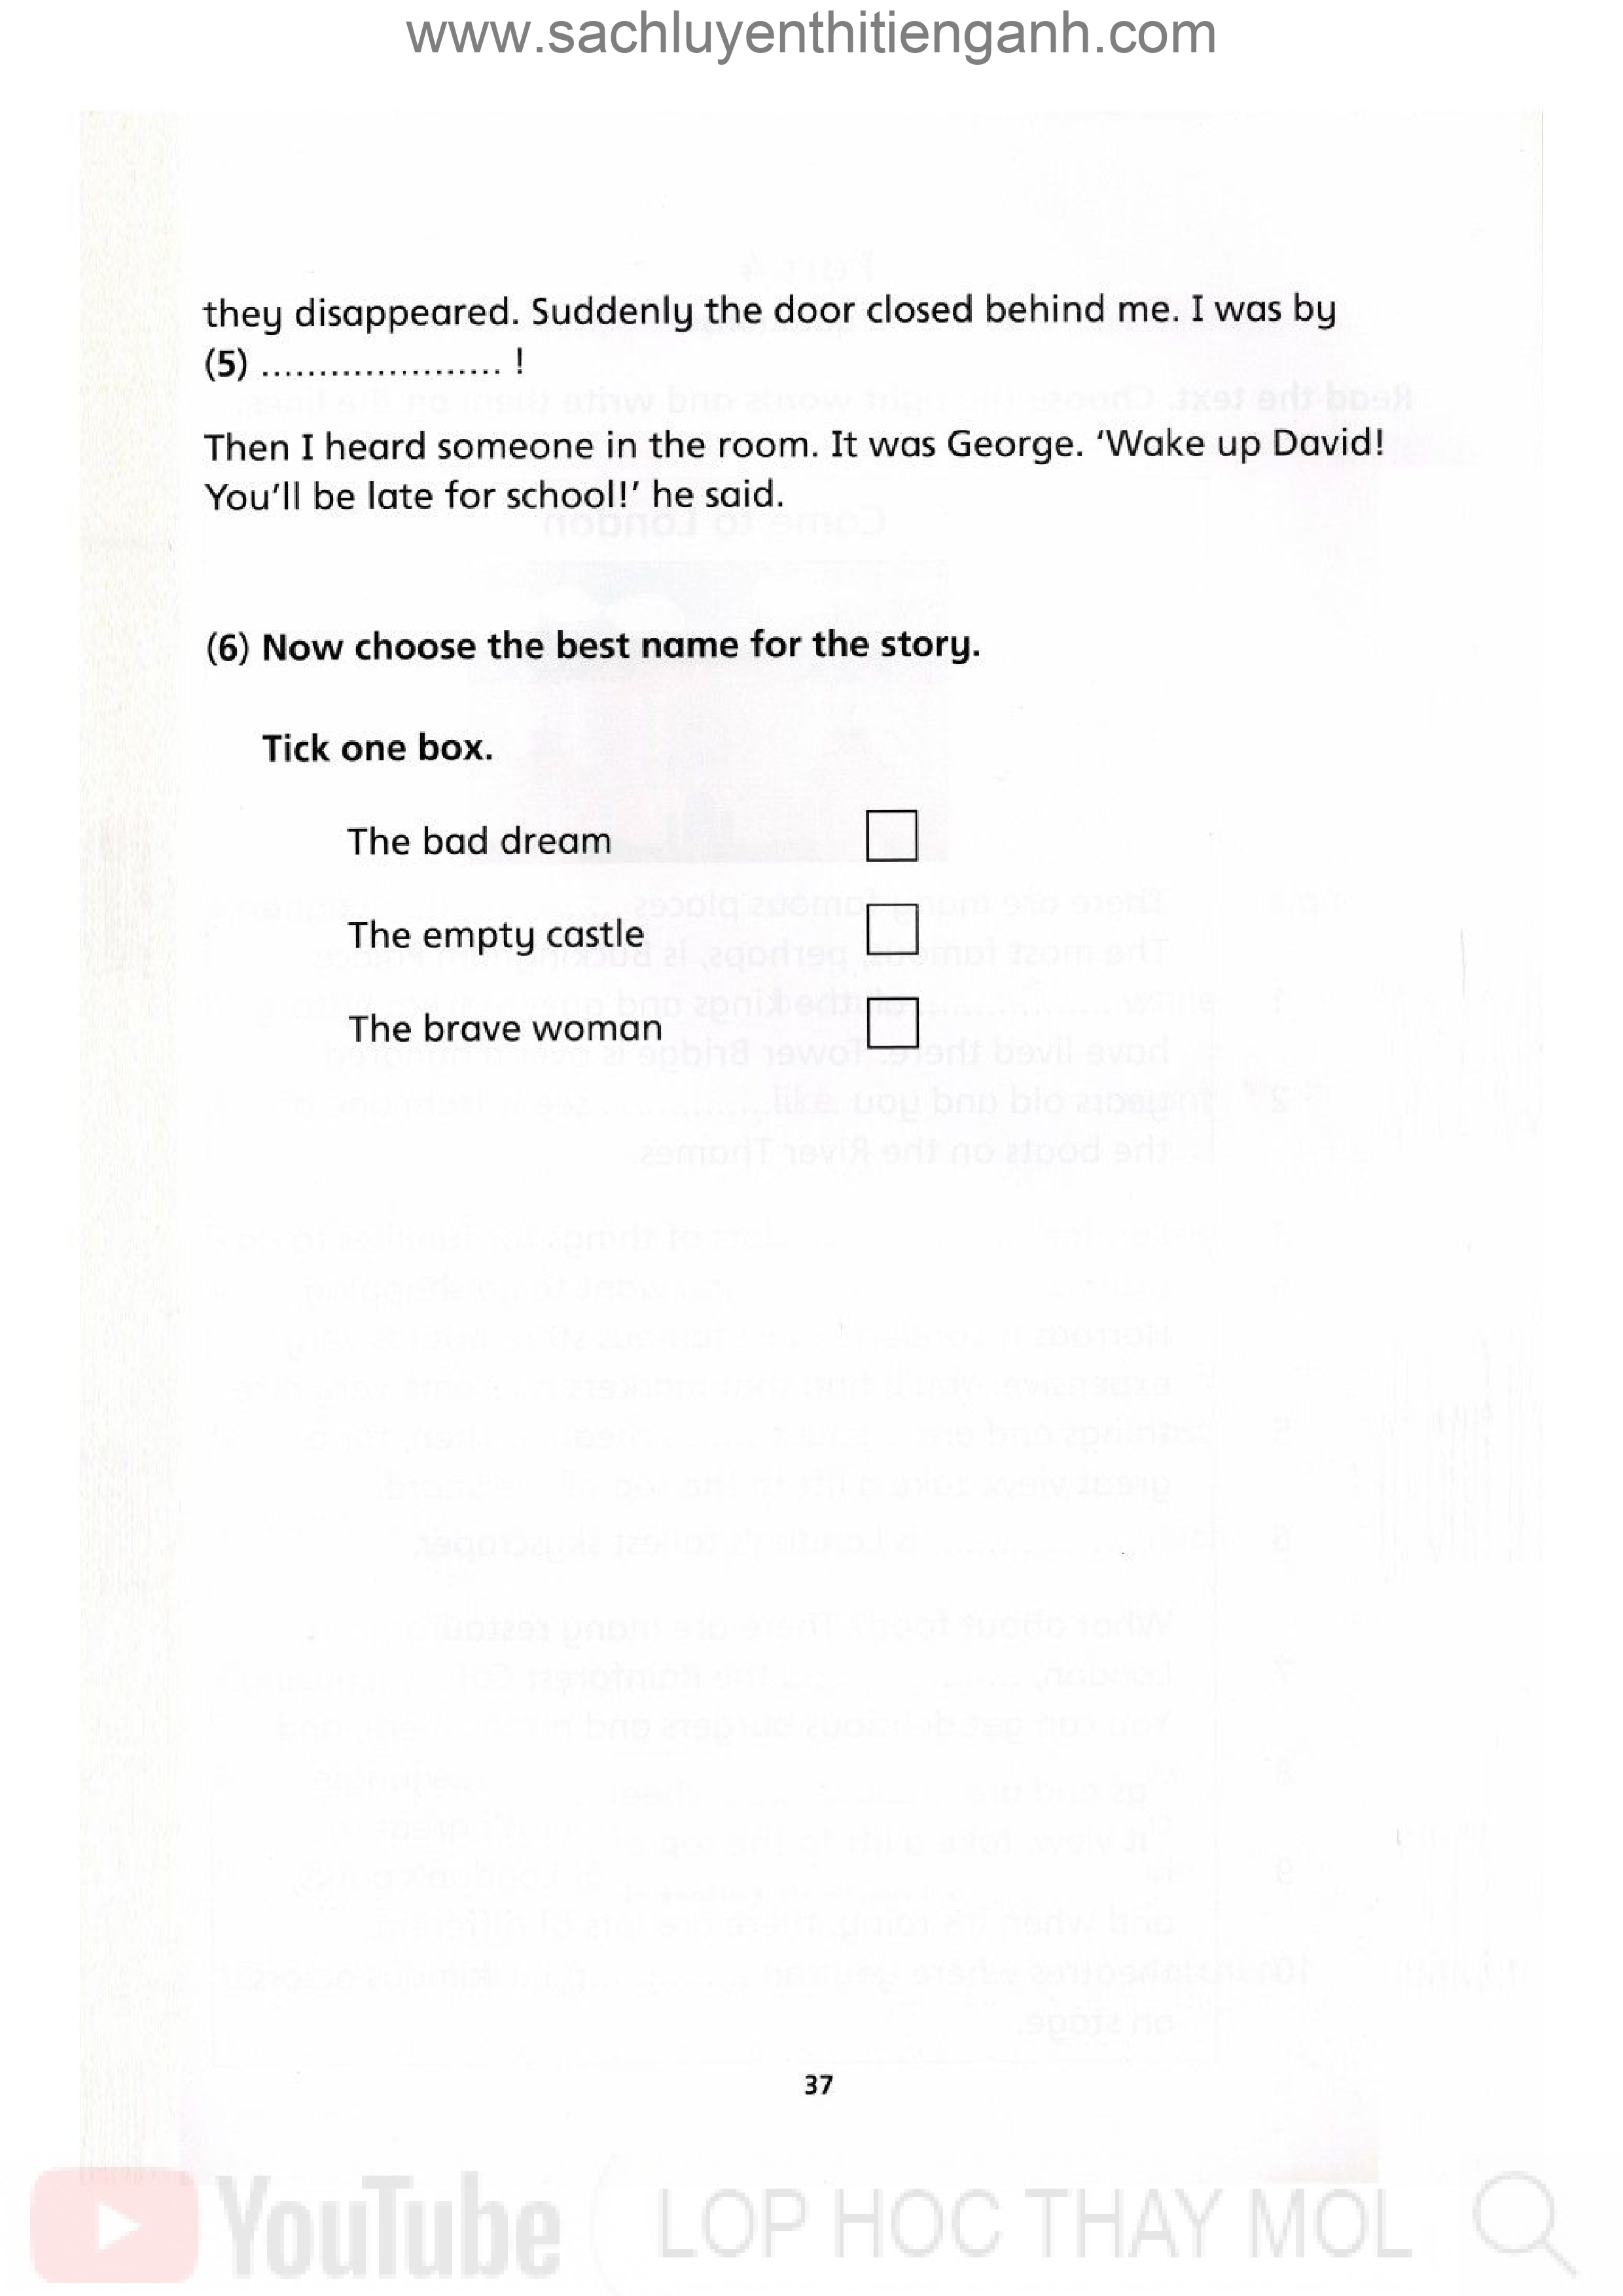 www.sachluyenthitienganh.com
they disappeared. Suddenly the door closed behind me. I was by
(5) ..................... !
Then I heard someone in the room. It was George. ‘Wake up David!
You’ll be late for school!’ he said.
(6) Now choose the best name for the story.
Tick one box.
The bad dream
The empty castle
The brave woman
37
YouTube LOP HOC THAY MOL